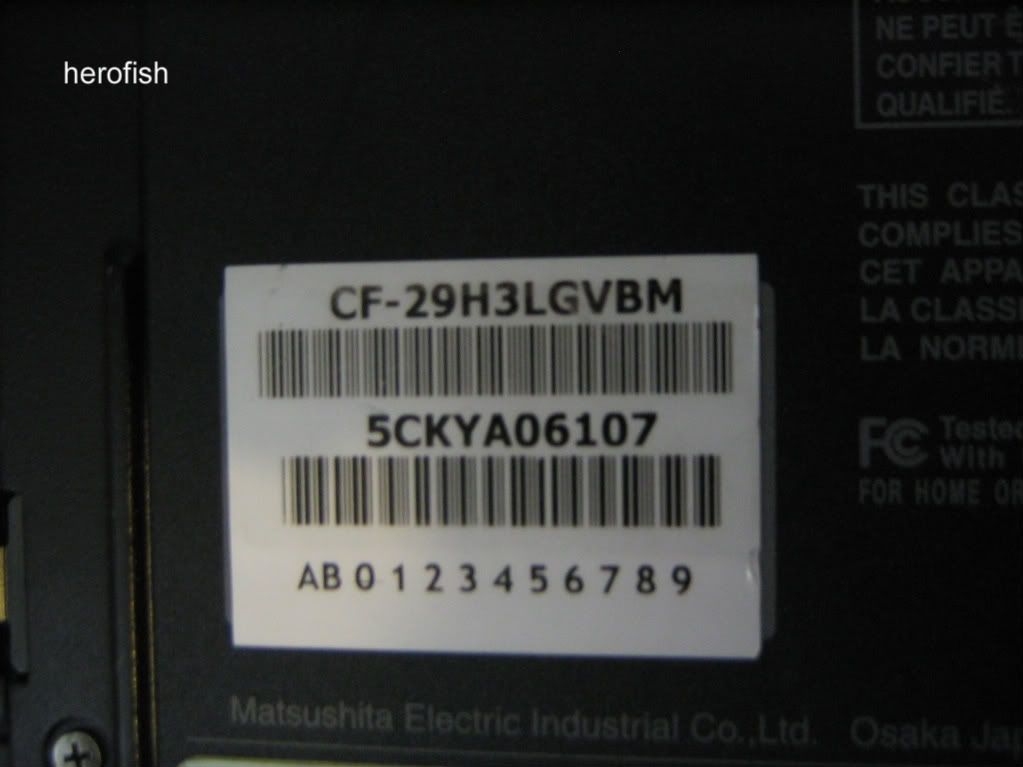 herofish
NE PEUT Ê
CONFIER T
QUALIFIÉ.
THIS CLAS
COMPLIES
CET APPA
LA CLASS
LA NORM
CF-29H3LGVBM
5CKYA06107
AB 0 1 2 3 4 5 6 7 8 9
FC Tested
With
FOR HOME OR
Matsushita Electric Industrial Co.,Ltd. Osaka Jap